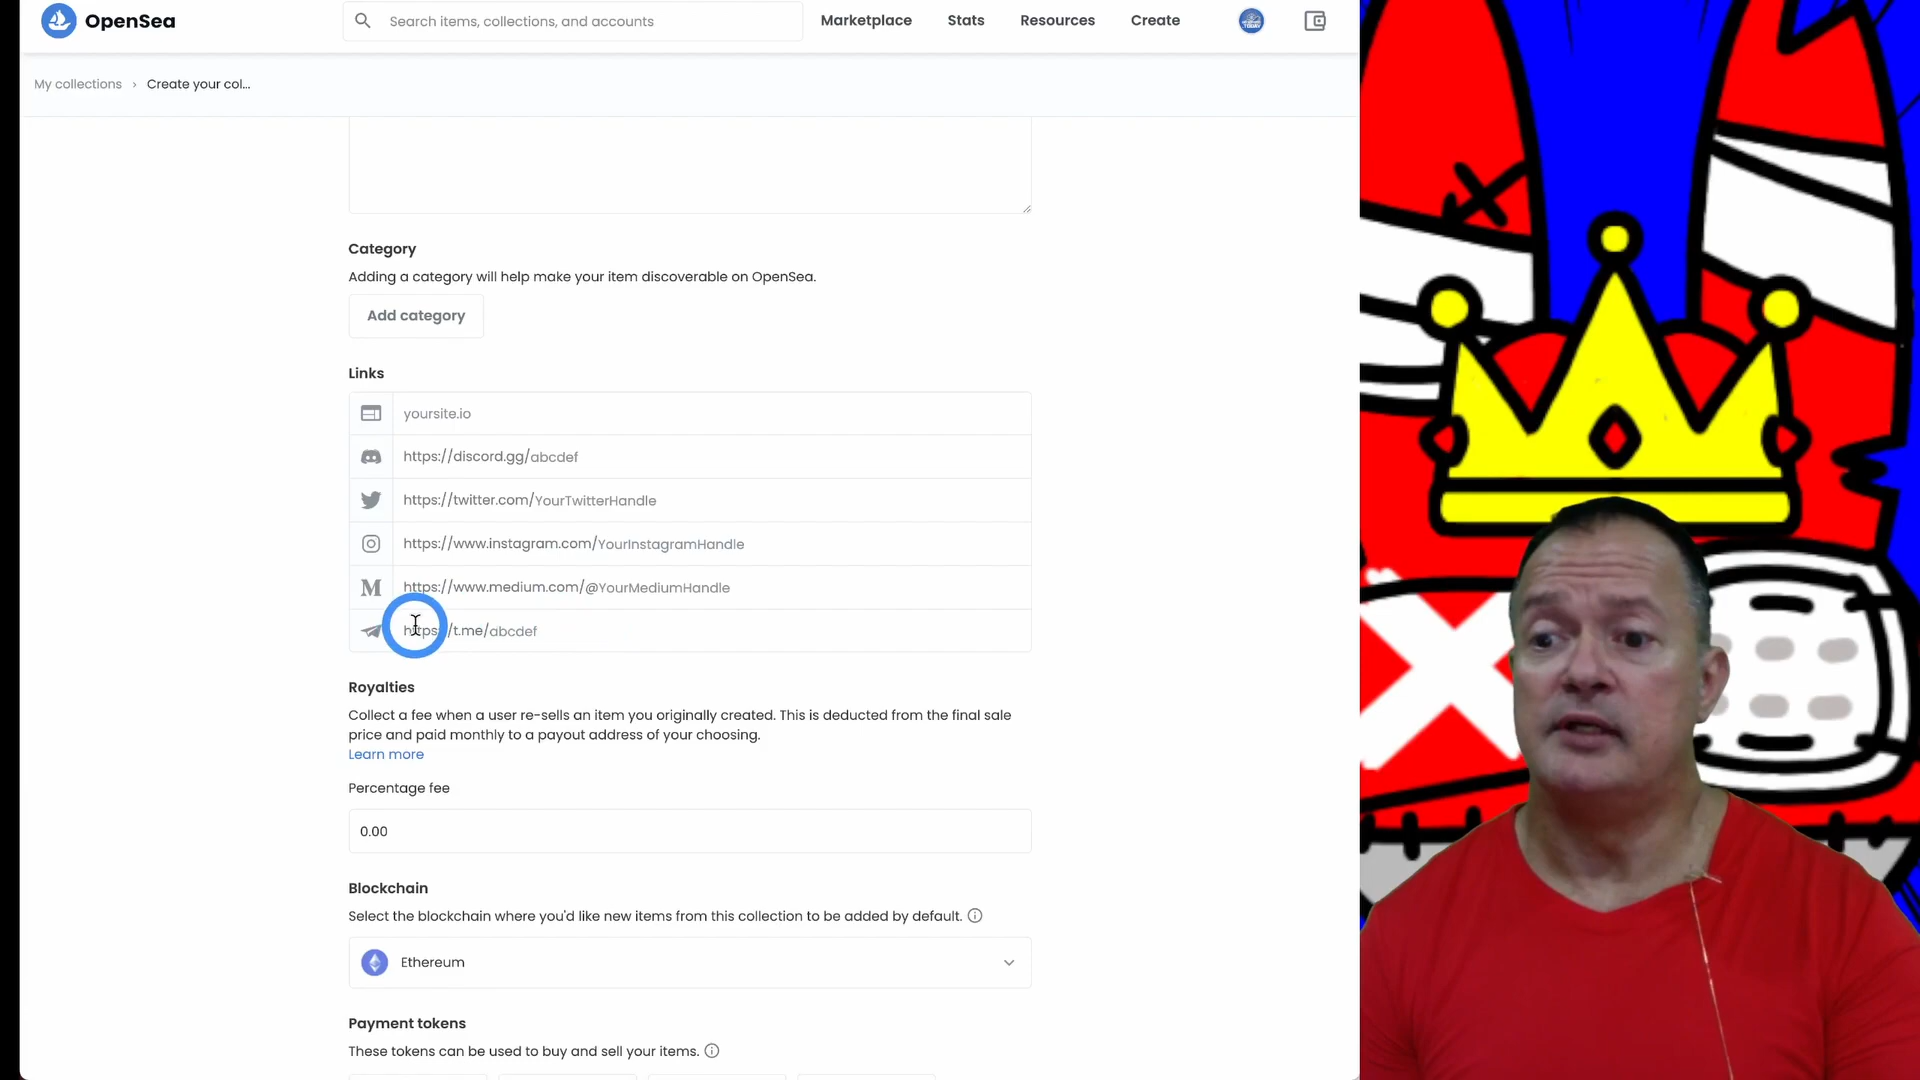 OpenSea
Search items, collections, and accounts
Marketplace
Stats
Resources
Create
My collections > Create your col...
Category
Adding a category will help make your item discoverable on OpenSea.
Add category
Links
yoursite.io
https://discord.gg/abcdef
https://twitter.com/YourTwitterHandle
https://www.instagram.com/YourInstagramHandle
https://www.medium.com/@YourMediumHandle
https://t.me/abcdef
Royalties
Collect a fee when a user re-sells an item you originally created. This is deducted from the final sale
price and paid monthly to a payout address of your choosing.
Learn more
Percentage fee
0.00
Blockchain
Select the blockchain where you'd like new items from this collection to be added by default.
Ethereum
Payment tokens
These tokens can be used to buy and sell your items.